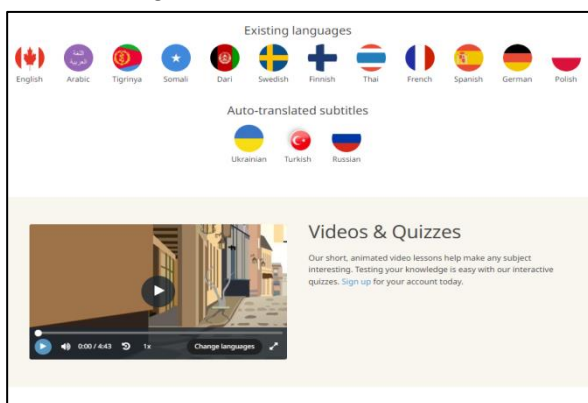 Existing languages
اللغة
العربية
English Arabic Tigrinya Somali Dari Swedish Finnish Thai French Spanish German Polish
Auto-translated subtitles
Ukrainian Turkish Russian
Videos & Quizzes
Our short, animated video lessons help make any subject
interesting. Testing your knowledge is easy with our interactive
quizzes. Sign up for your account today.
0:00 / 4:43 1x Change languages